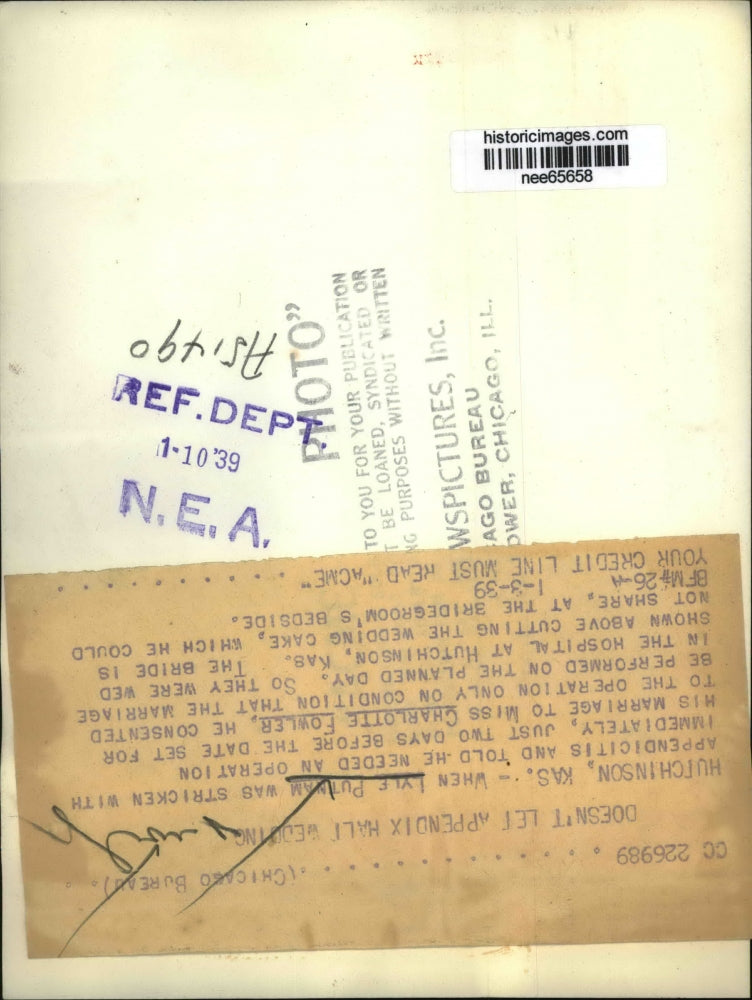 historicimages.com
nee65658
PHOTO"
TO YOU FOR YOUR PUBLICATION
T BE LOANED, SYNDICATED OR
NG PURPOSES WITHOUT WRITTEN
WSPICTURES, Inc.
AGO BUREAU
OWER, CHICAGO, ILL.
REF. DEPT.
1-10'39
N.E.A.
CC 226989 . . . . . . . . . . . . . (CHICAGO BUREAU).
DOESN'T LET APPENDIX HALT WEDDING
HUTCHINSON, KAS. - WHEN LYLE PUTNAM WAS STRICKEN WITH
APPENDICITIS AND TOLD HE NEEDED AN OPERATION
IMMEDIATELY, JUST TWO DAYS BEFORE THE DATE SET FOR
HIS MARRIAGE TO MISS CHARLOTTE FOWLER, HE CONSENTED
TO THE OPERATION ONLY ON CONDITION THAT THE MARRIAGE
BE PERFORMED ON THE PLANNED DAY. SO THEY WERE WED
IN THE HOSPITAL AT HUTCHINSON, KAS. THE BRIDE IS
SHOWN ABOVE CUTTING THE WEDDING CAKE, WHICH HE COULD
NOT SHARE, AT THE BRIDEGROOM'S BEDSIDE.
BFM#26-A 1-3-39
YOUR CREDIT LINE MUST READ "ACME"